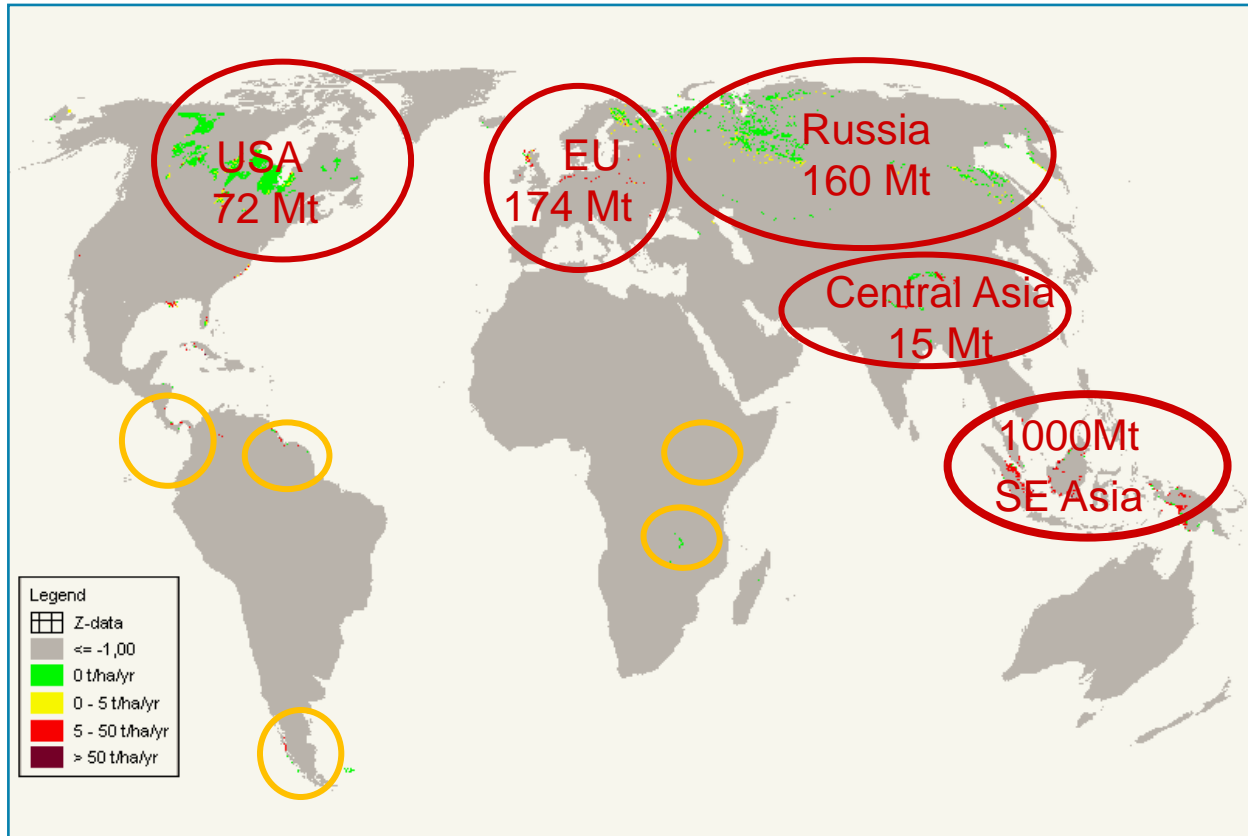 USA
72 Mt
EU
174 Mt
Russia
160 Mt
Central Asia
15 Mt
1000Mt
SE Asia
Legend
Z-data
<= -1,00
0 t/ha/yr
0 - 5 t/ha/yr
5 - 50 t/ha/yr
> 50 t/ha/yr